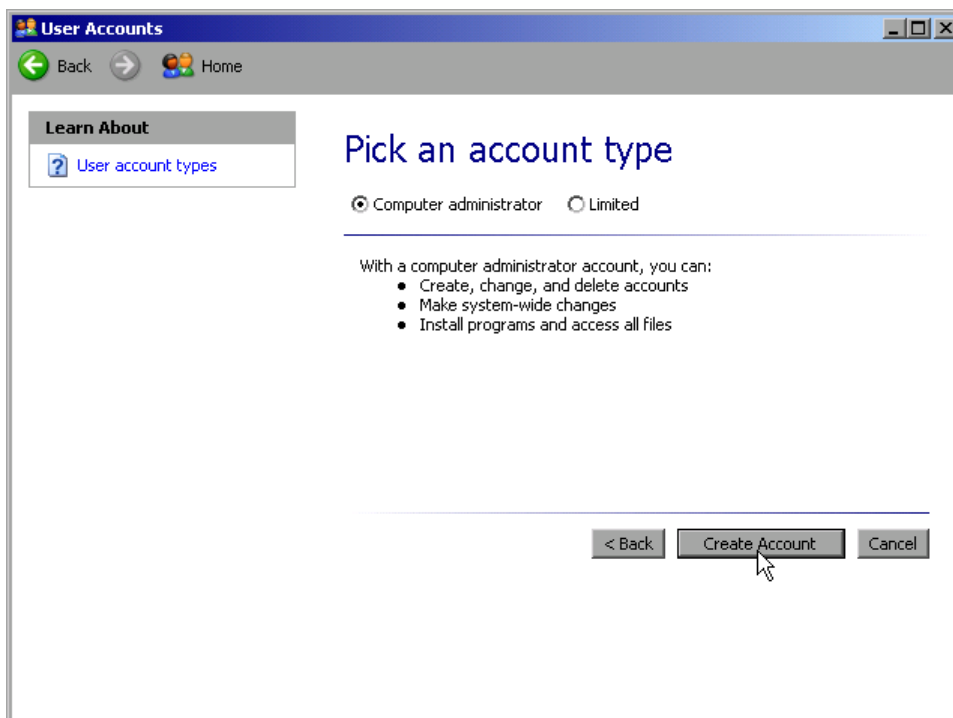 User Accounts
Back Home
Learn About
? User account types
Pick an account type
Computer administrator Limited
With a computer administrator account, you can:
● Create, change, and delete accounts
● Make system-wide changes
● Install programs and access all files
< Back Create Account Cancel